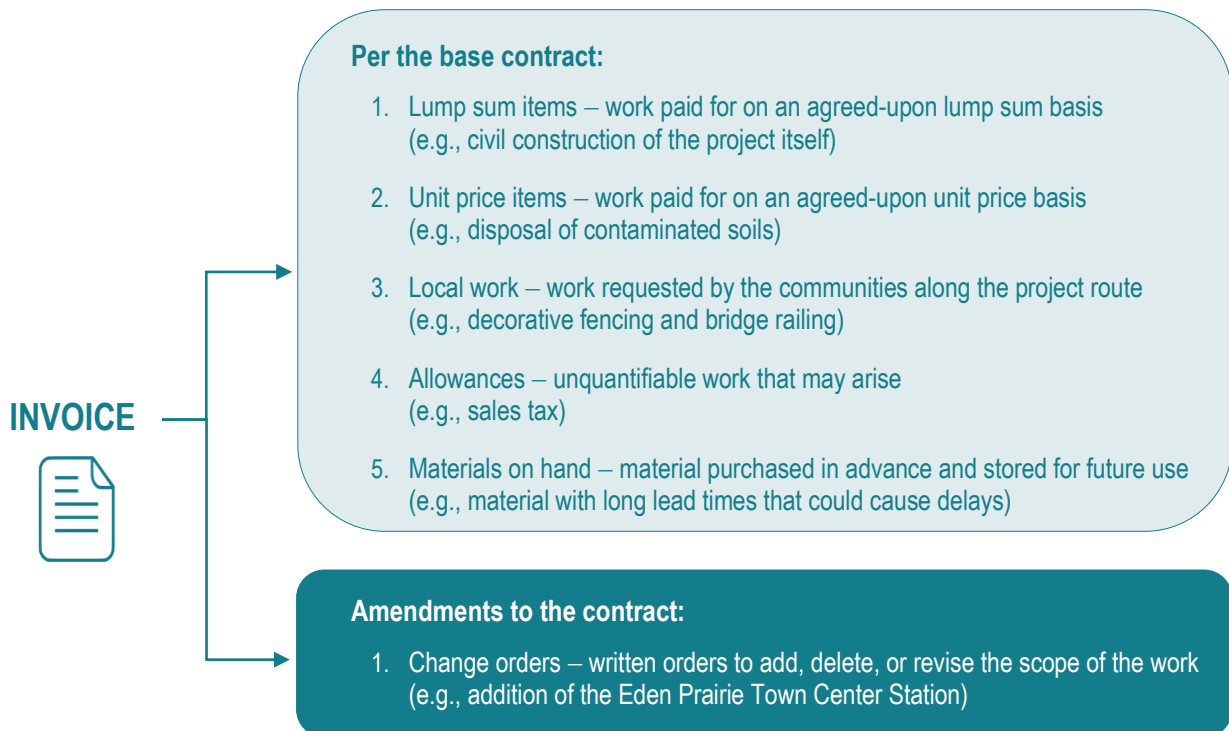 Per the base contract:
1. Lump sum items – work paid for on an agreed-upon lump sum basis
(e.g., civil construction of the project itself)
2. Unit price items – work paid for on an agreed-upon unit price basis
(e.g., disposal of contaminated soils)
3. Local work – work requested by the communities along the project route
(e.g., decorative fencing and bridge railing)
4. Allowances – unquantifiable work that may arise
(e.g., sales tax)
5. Materials on hand – material purchased in advance and stored for future use
(e.g., material with long lead times that could cause delays)
INVOICE
Amendments to the contract:
1. Change orders – written orders to add, delete, or revise the scope of the work
(e.g., addition of the Eden Prairie Town Center Station)